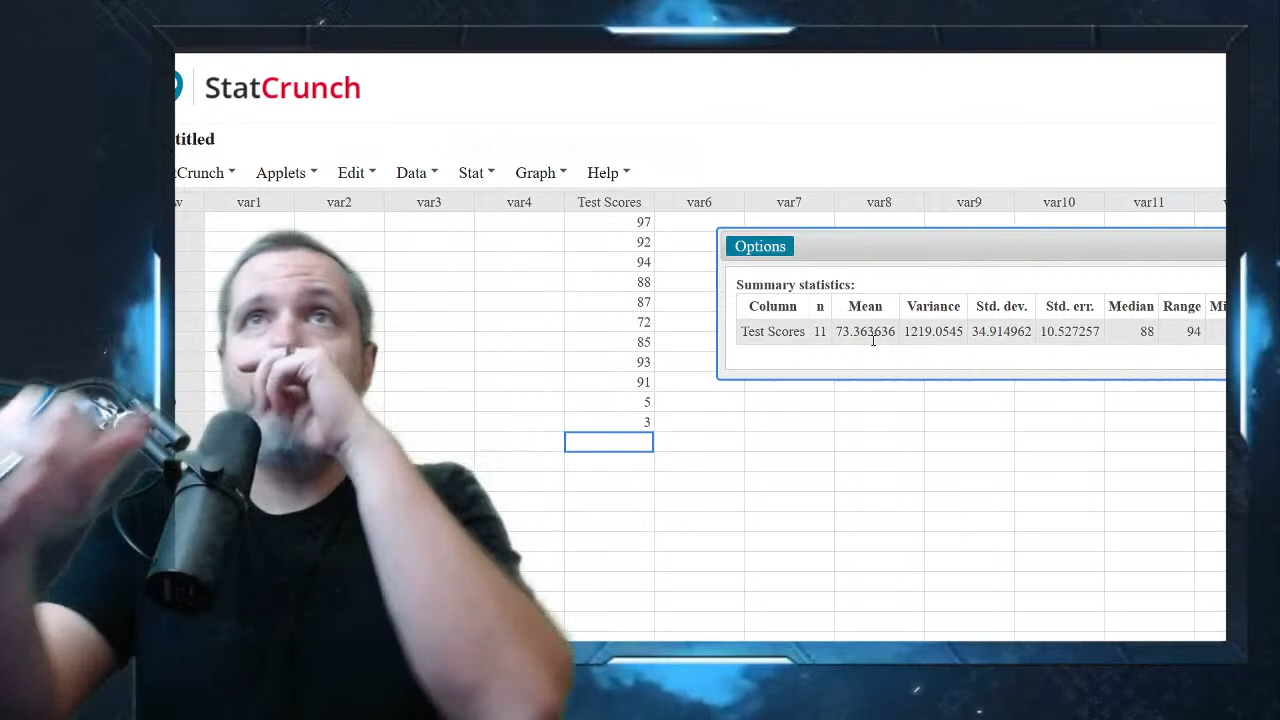 StatCrunch
titled
tCrunch Applets Edit Data Stat Graph Help
w var1 var2 var3 var4 Test Scores var6 var7 var8 var9 var10 var11
97
92
94
88
87
72
85
93
91
5
3
Options
Summary statistics:
Column n Mean Variance Std. dev. Std. err. Median Range Mi
Test Scores 11 73.363636 1219.0545 34.914962 10.527257 88 94